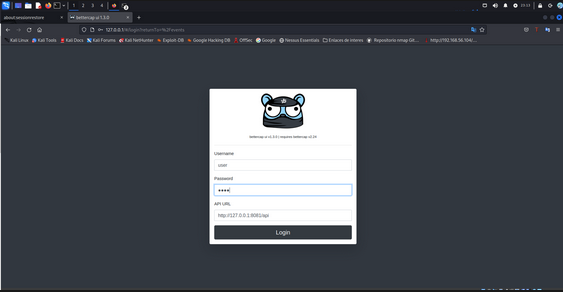 1 2 3 4
15:13
about:sessionrestore
bettercap ui 1.3.0
127.0.0.1/#/login?returnTo=%2Fevents
Kali Linux Kali Tools Kali Docs Kali Forums Kali NetHunter Exploit-DB Google Hacking DB OffSec Google Nessus Essentials Enlaces de interes Repositorio nmap Git... http://192.168.56.104/...
bettercap ui v1.3.0 | requires bettercap v2.24
Username
user
Password
API URL
http://127.0.0.1:8081/api
Login